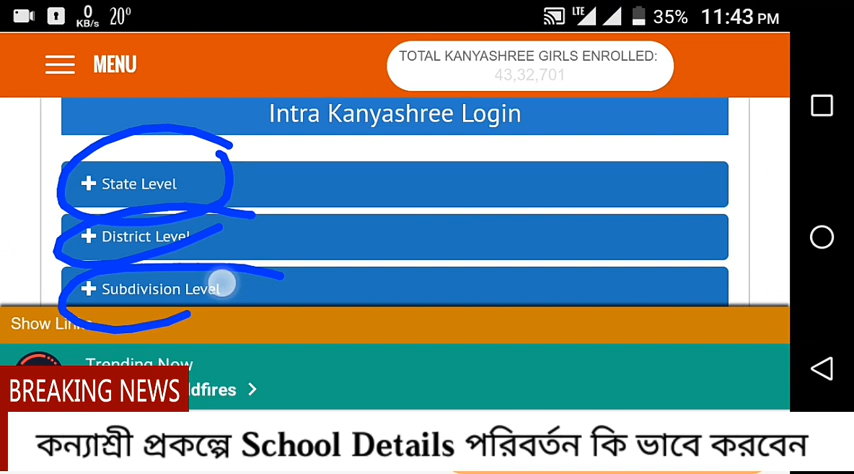 0 KB/s 20° LTE 35% 11:43 PM
MENU
TOTAL KANYASHREE GIRLS ENROLLED:
43,32,701
Intra Kanyashree Login
+ State Level
+ District Level
+ Subdivision Level
Show Links
Trending Now
BREAKING NEWS
কন্যাশ্রী প্রকল্পে School Details পরিবর্তন কি ভাবে করবেন